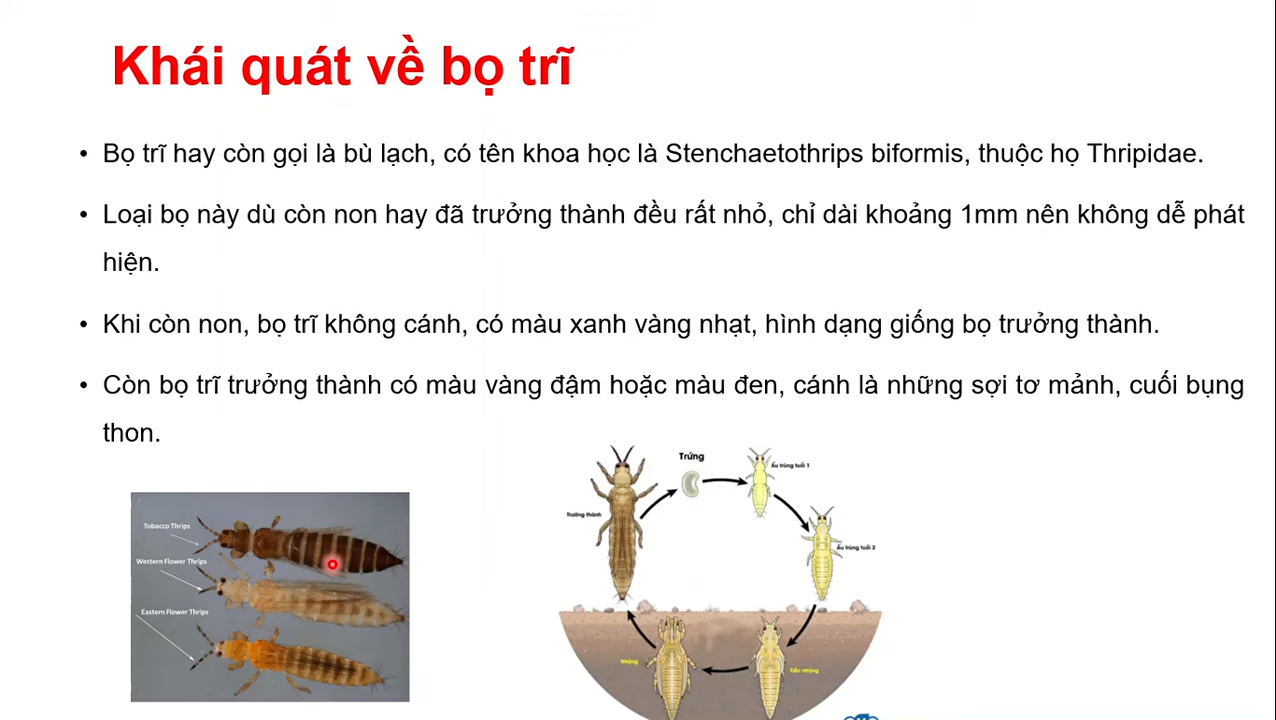 Khái quát về bọ trĩ
• Bọ trĩ hay còn gọi là bù lạch, có tên khoa học là Stenchaetothrips biformis, thuộc họ Thripidae.
• Loại bọ này dù còn non hay đã trưởng thành đều rất nhỏ, chỉ dài khoảng 1mm nên không dễ phát
hiện.
• Khi còn non, bọ trĩ không cánh, có màu xanh vàng nhạt, hình dạng giống bọ trưởng thành.
• Còn bọ trĩ trưởng thành có màu vàng đậm hoặc màu đen, cánh là những sợi tơ mảnh, cuối bụng
thon.
Tobacco Thrips
Western Flower Thrips
Eastern Flower Thrips
Trứng
Ấu trùng tuổi 1
Trưởng thành
Ấu trùng tuổi 2
Nhộng
Tiền nhộng